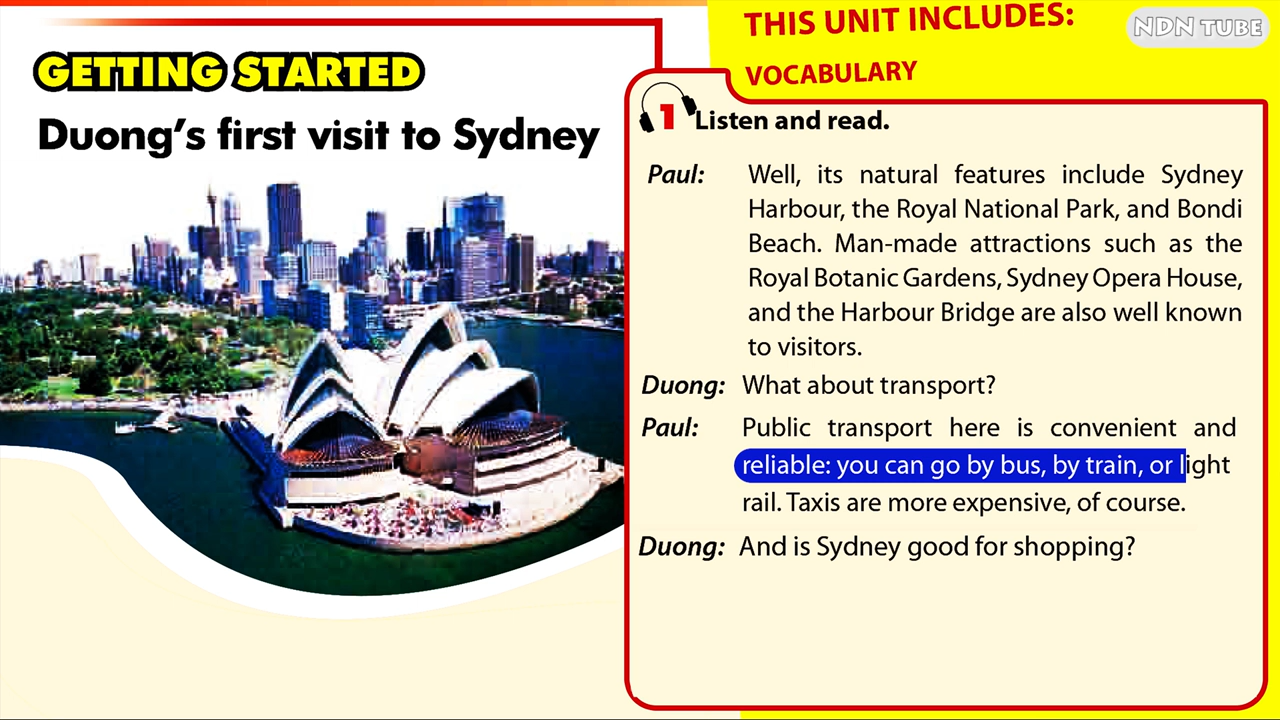 GETTING STARTED
Duong's first visit to Sydney
THIS UNIT INCLUDES:
VOCABULARY
NDN TUBE
1 Listen and read.
Paul: Well, its natural features include Sydney
Harbour, the Royal National Park, and Bondi
Beach. Man-made attractions such as the
Royal Botanic Gardens, Sydney Opera House,
and the Harbour Bridge are also well known
to visitors.
Duong: What about transport?
Paul: Public transport here is convenient and
reliable: you can go by bus, by train, or light
rail. Taxis are more expensive, of course.
Duong: And is Sydney good for shopping?